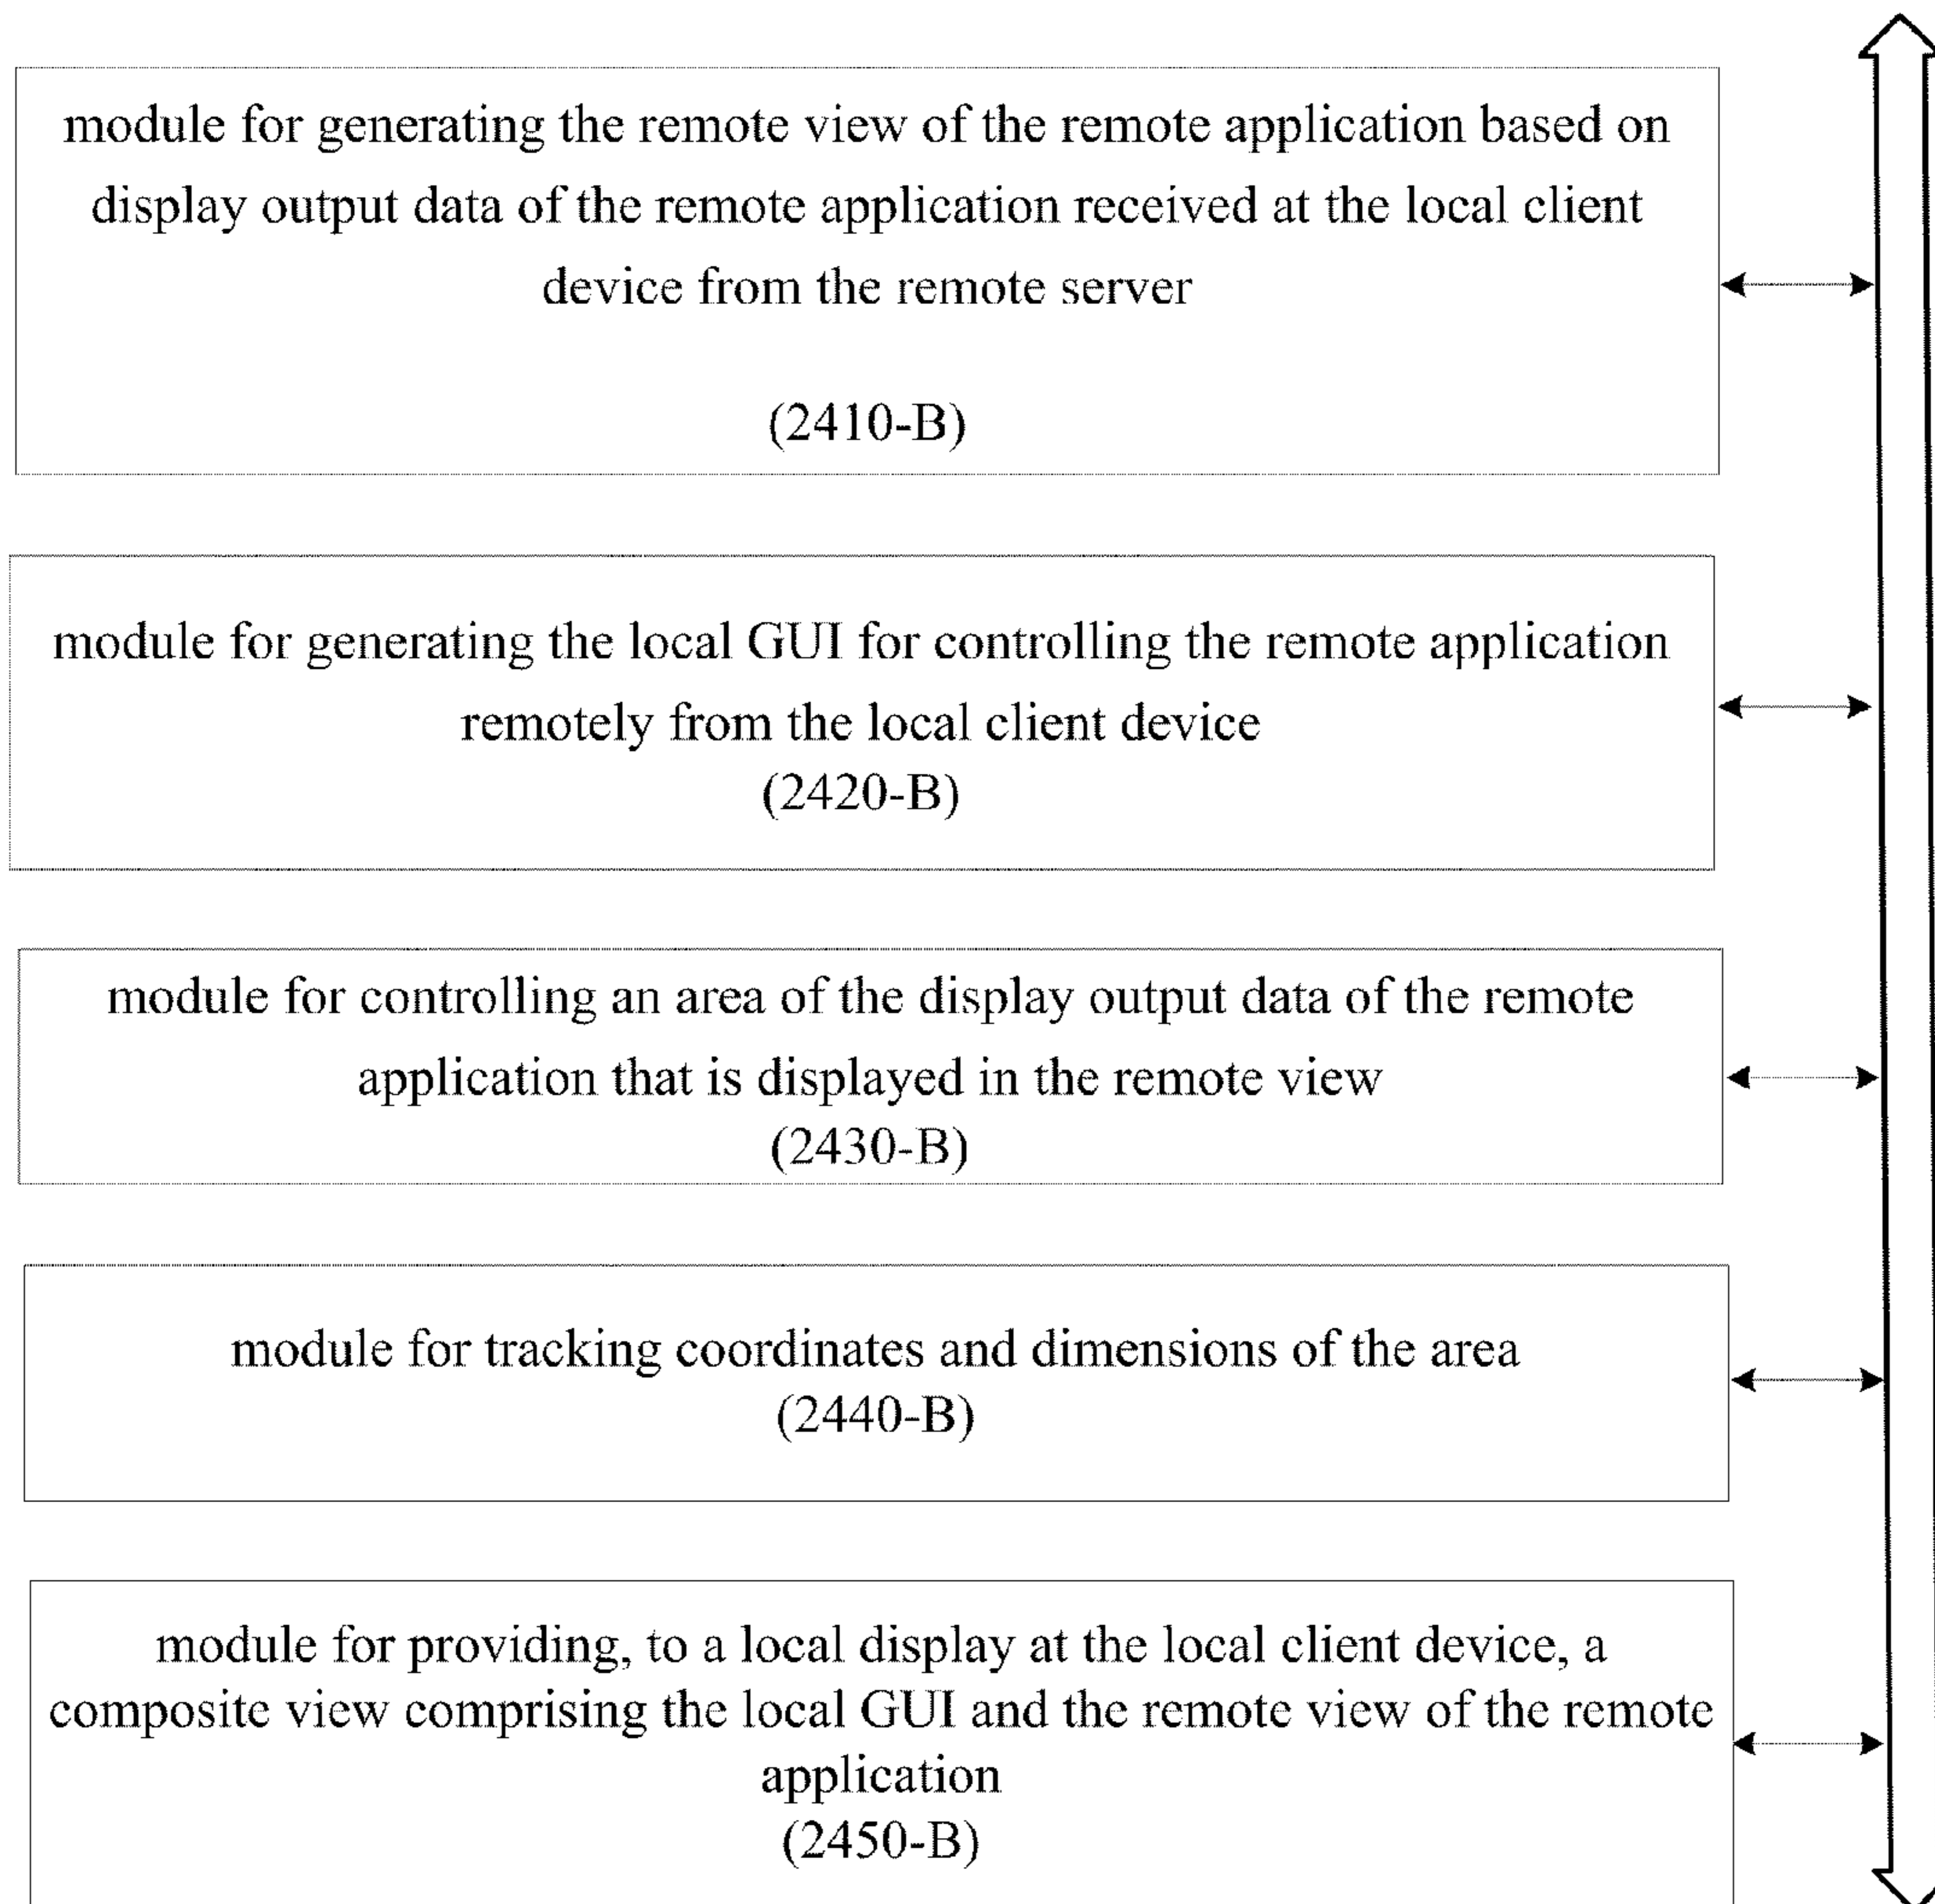 module for generating the remote view of the remote application based on
display output data of the remote application received at the local client
device from the remote server
(2410-B)
module for generating the local GUI for controlling the remote application
remotely from the local client device
(2420-B)
module for controlling an area of the display output data of the remote
application that is displayed in the remote view
(2430-B)
module for tracking coordinates and dimensions of the area
(2440-B)
module for providing, to a local display at the local client device, a
composite view comprising the local GUI and the remote view of the remote
application
(2450-B)